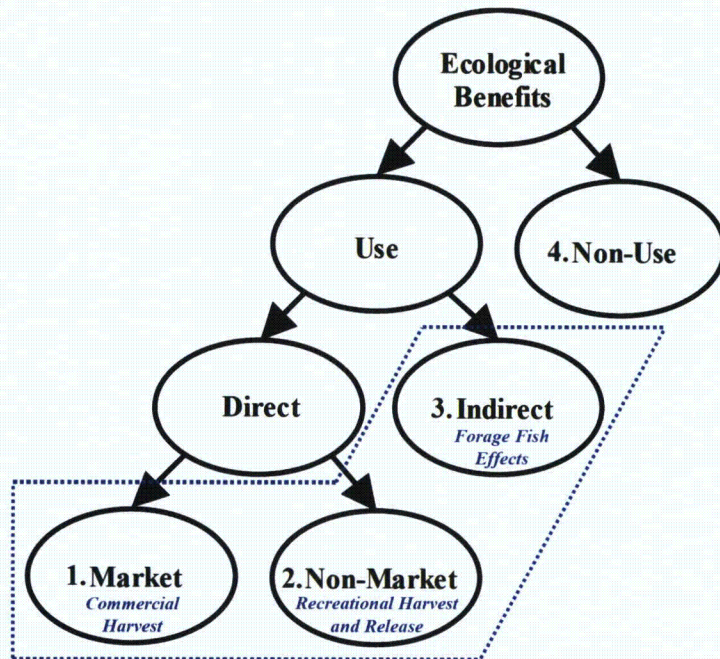 Ecological
Benefits
Use
4.Non-Use
Direct
3.Indirect
Forage Fish
Effects
1.Market
Commercial
Harvest
2.Non-Market
Recreational Harvest
and Release